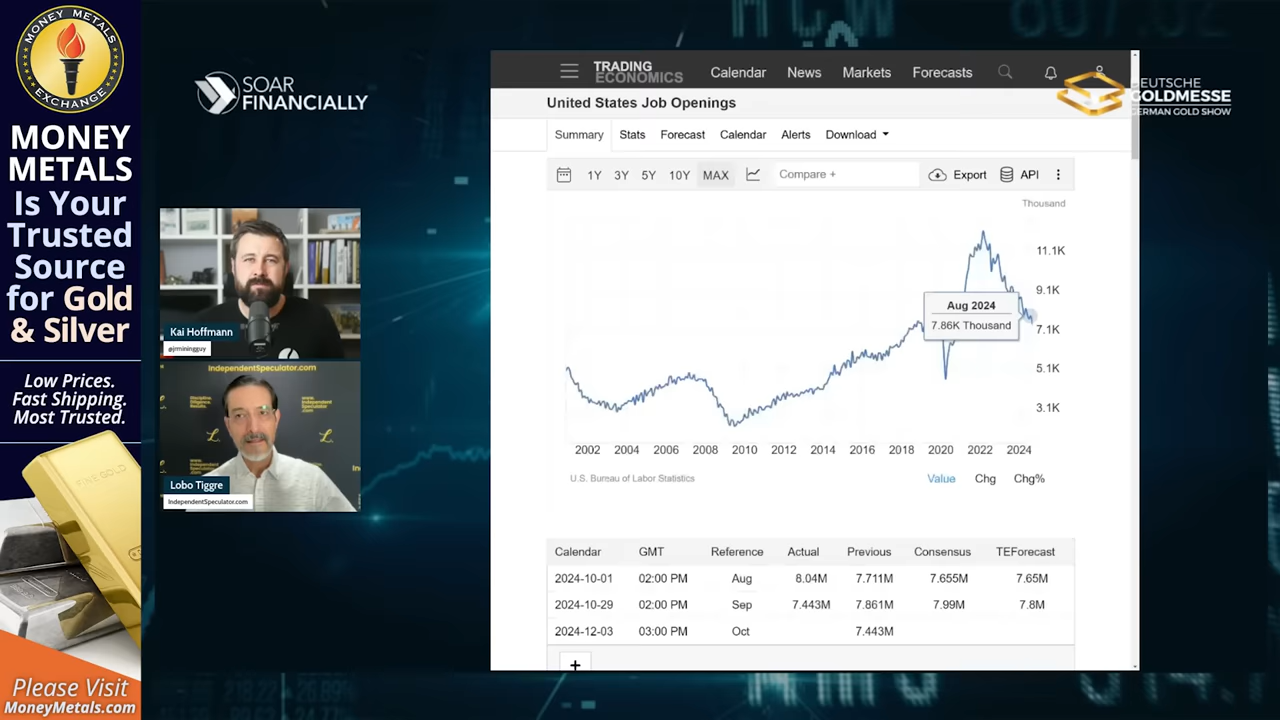 MONEY METALS
EXCHANGE
MONEY
METALS
Is Your
Trusted
Source
for Gold
& Silver
Low Prices.
Fast Shipping.
Most Trusted.
FINE GOLD
Please Visit
MoneyMetals.com
SOAR
FINANCIALLY
Kai Hoffmann
@jrminingguy
IndependentSpeculator.com
Lobo Tiggre
IndependentSpeculator.com
TRADING
ECONOMICS
Calendar News Markets Forecasts
DEUTSCHE
GOLDMESSE
GERMAN GOLD SHOW
United States Job Openings
Summary Stats Forecast Calendar Alerts Download
1Y 3Y 5Y 10Y MAX Compare + Export API
Thousand
11.1K
9.1K
7.1K
5.1K
3.1K
Aug 2024
7.86K Thousand
2002 2004 2006 2008 2010 2012 2014 2016 2018 2020 2022 2024
U.S. Bureau of Labor Statistics
Value Chg Chg%
Calendar GMT Reference Actual Previous Consensus TEForecast
2024-10-01 02:00 PM Aug 8.04M 7.711M 7.655M 7.65M
2024-10-29 02:00 PM Sep 7.443M 7.861M 7.99M 7.8M
2024-12-03 03:00 PM Oct 7.443M
+